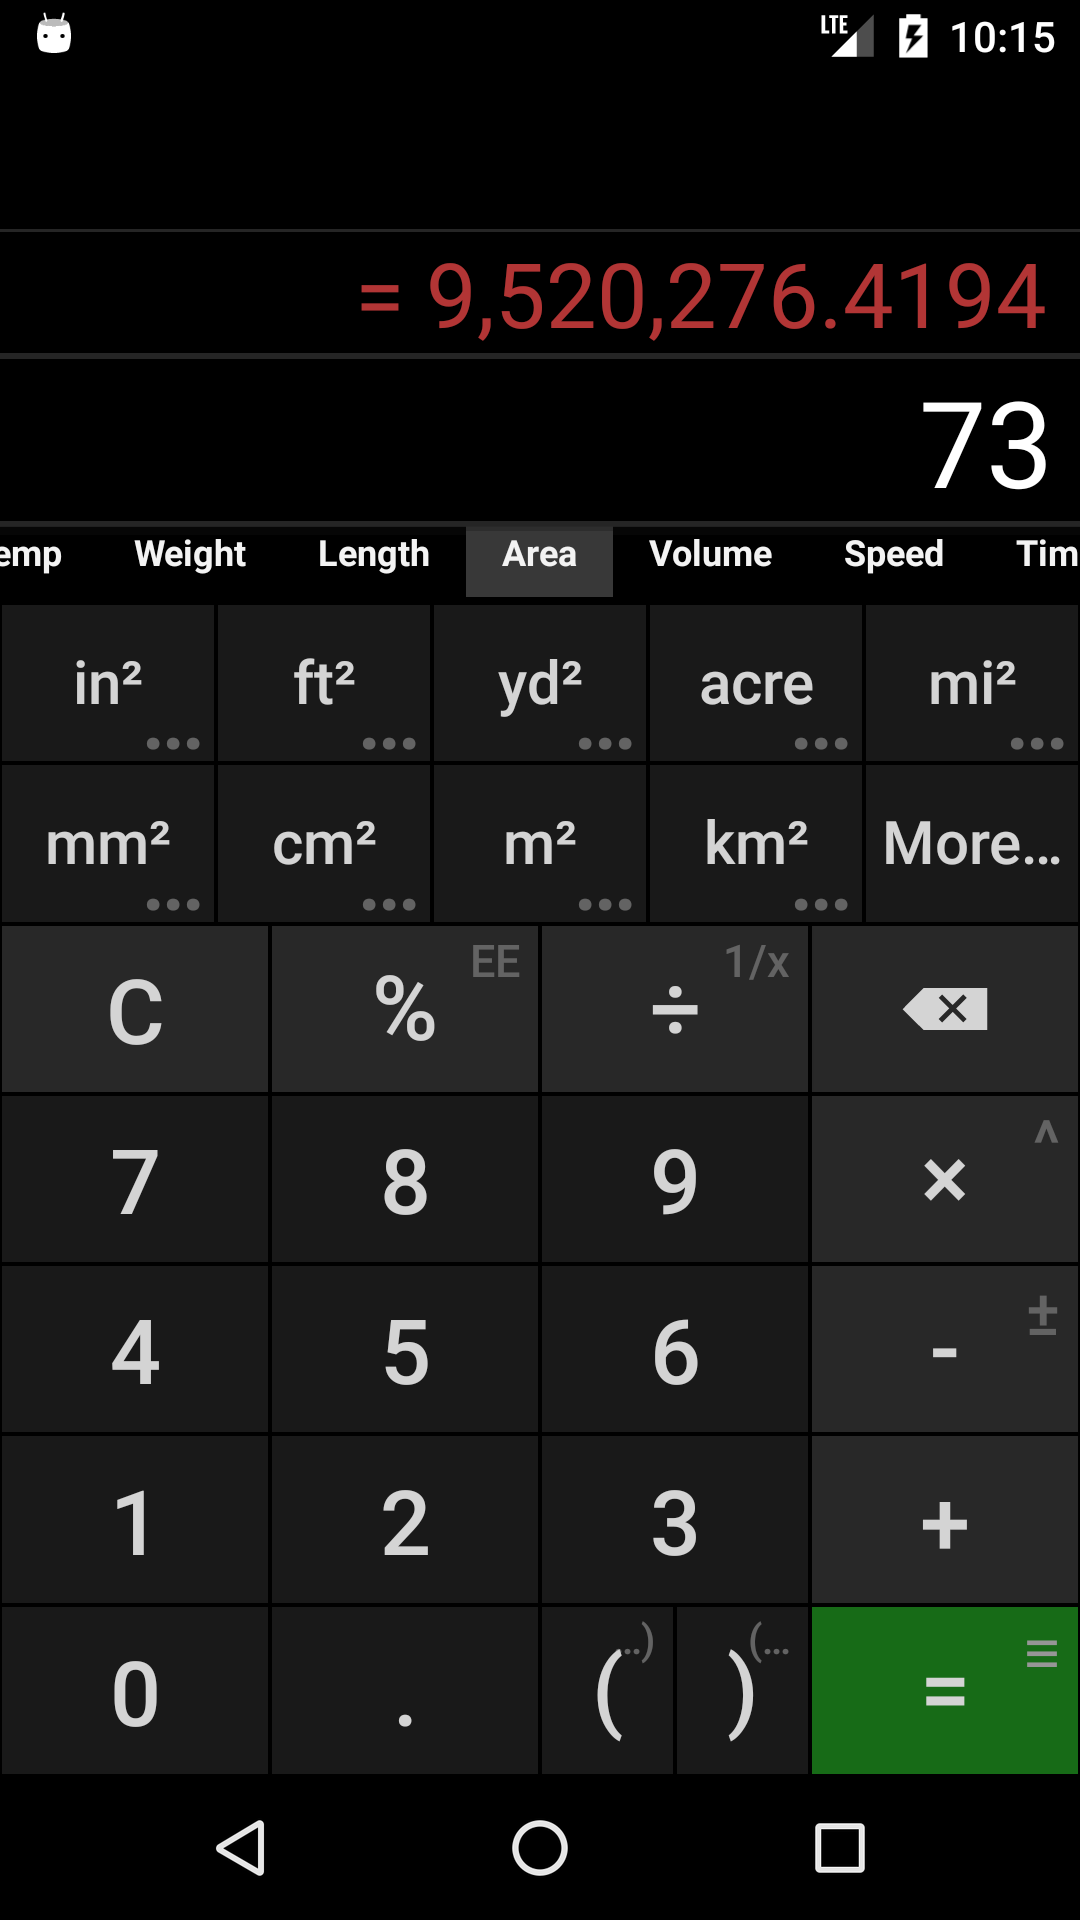 LTE 10:15
= 9,520,276.4194
73
emp Weight Length Area Volume Speed Tim
in² ft² yd² acre mi²
mm² cm² m² km² More...
C % EE ÷ 1/x
7 8 9 × ^
4 5 6 - ±
1 2 3 +
0 . ( ..) ) (... =